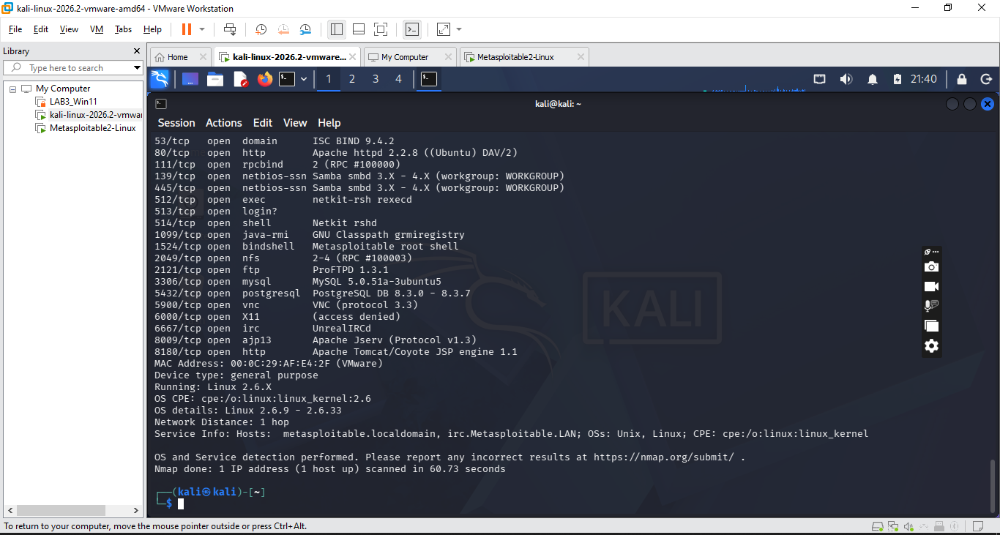 kali-linux-2026.2-vmware-amd64 - VMware Workstation
File Edit View VM Tabs Help
Library
Type here to search
My Computer
LAB3_Win11
kali-linux-2026.2-vmwar
Metasploitable2-Linux
Home kali-linux-2026.2-vmware... My Computer Metasploitable2-Linux
1 2 3 4 21:40
kali@kali: ~
Session Actions Edit View Help
53/tcp open domain ISC BIND 9.4.2
80/tcp open http Apache httpd 2.2.8 ((Ubuntu) DAV/2)
111/tcp open rpcbind 2 (RPC #100000)
139/tcp open netbios-ssn Samba smbd 3.X - 4.X (workgroup: WORKGROUP)
445/tcp open netbios-ssn Samba smbd 3.X - 4.X (workgroup: WORKGROUP)
512/tcp open exec netkit-rsh rexecd
513/tcp open login?
514/tcp open shell Netkit rshd
1099/tcp open java-rmi GNU Classpath grmiregistry
1524/tcp open bindshell Metasploitable root shell
2049/tcp open nfs 2-4 (RPC #100003)
2121/tcp open ftp ProFTPD 1.3.1
3306/tcp open mysql MySQL 5.0.51a-3ubuntu5
5432/tcp open postgresql PostgreSQL DB 8.3.0 - 8.3.7
5900/tcp open vnc VNC (protocol 3.3)
6000/tcp open X11 (access denied)
6667/tcp open irc UnrealIRCd
8009/tcp open ajp13 Apache Jserv (Protocol v1.3)
8180/tcp open http Apache Tomcat/Coyote JSP engine 1.1
MAC Address: 00:0C:29:AF:E4:2F (VMware)
Device type: general purpose
Running: Linux 2.6.X
OS CPE: cpe:/o:linux:linux_kernel:2.6
OS details: Linux 2.6.9 - 2.6.33
Network Distance: 1 hop
Service Info: Hosts:  metasploitable.localdomain, irc.Metasploitable.LAN; OSs: Unix, Linux; CPE: cpe:/o:linux:linux_kernel
OS and Service detection performed. Please report any incorrect results at https://nmap.org/submit/ .
Nmap done: 1 IP address (1 host up) scanned in 60.73 seconds
┌──(kali㉿kali)-[~]
└─$
KALI
To return to your computer, move the mouse pointer outside or press Ctrl+Alt.